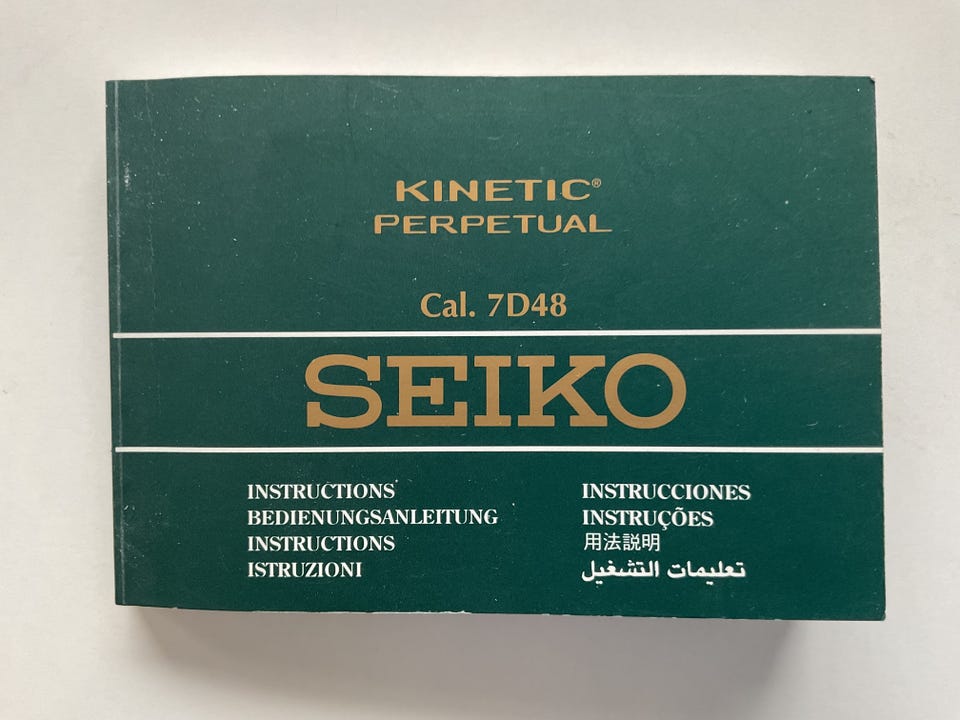 KINETIC®
PERPETUAL
Cal. 7D48
SEIKO
INSTRUCTIONS
BEDIENUNGSANLEITUNG
INSTRUCTIONS
ISTRUZIONI
INSTRUCCIONES
INSTRUÇÕES
用法説明
تعليمات التشغيل